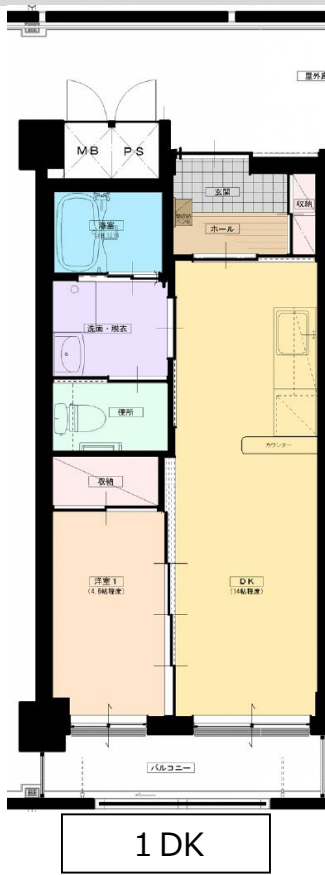 屋外廊
MB
PS
玄関
収納
ホール
浴室
洗面・脱衣
便所
カウンター
収納
洋室1
(4.6帖程度)
DK
(14帖程度)
バルコニー
1DK